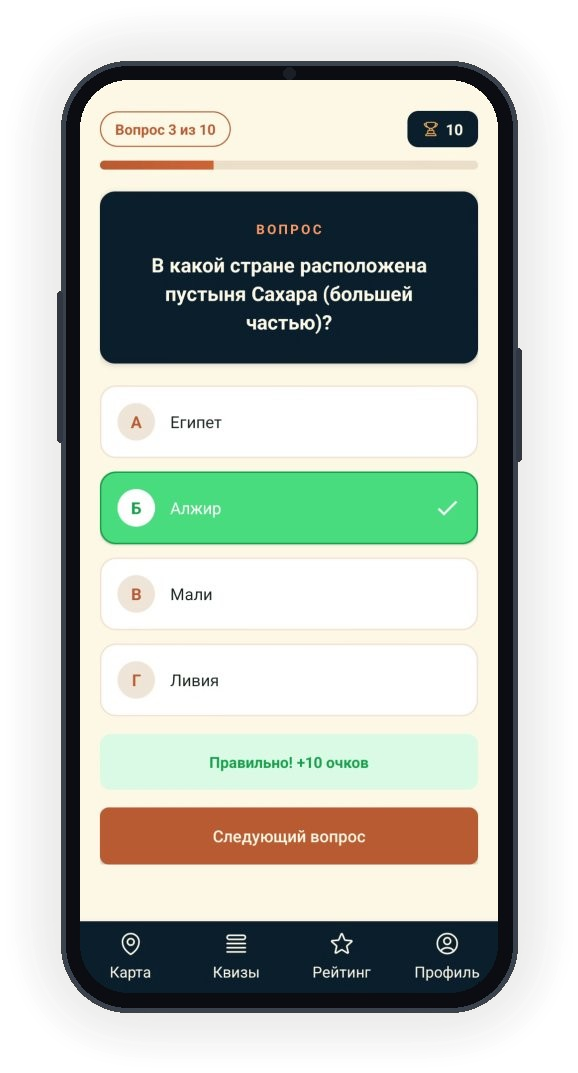 Вопрос 3 из 10
10
ВОПРОС
В какой стране расположена
пустыня Сахара (большей
частью)?
А
Египет
Б
Алжир
В
Мали
Г
Ливия
Правильно! +10 очков
Следующий вопрос
Карта
Квизы
Рейтинг
Профиль